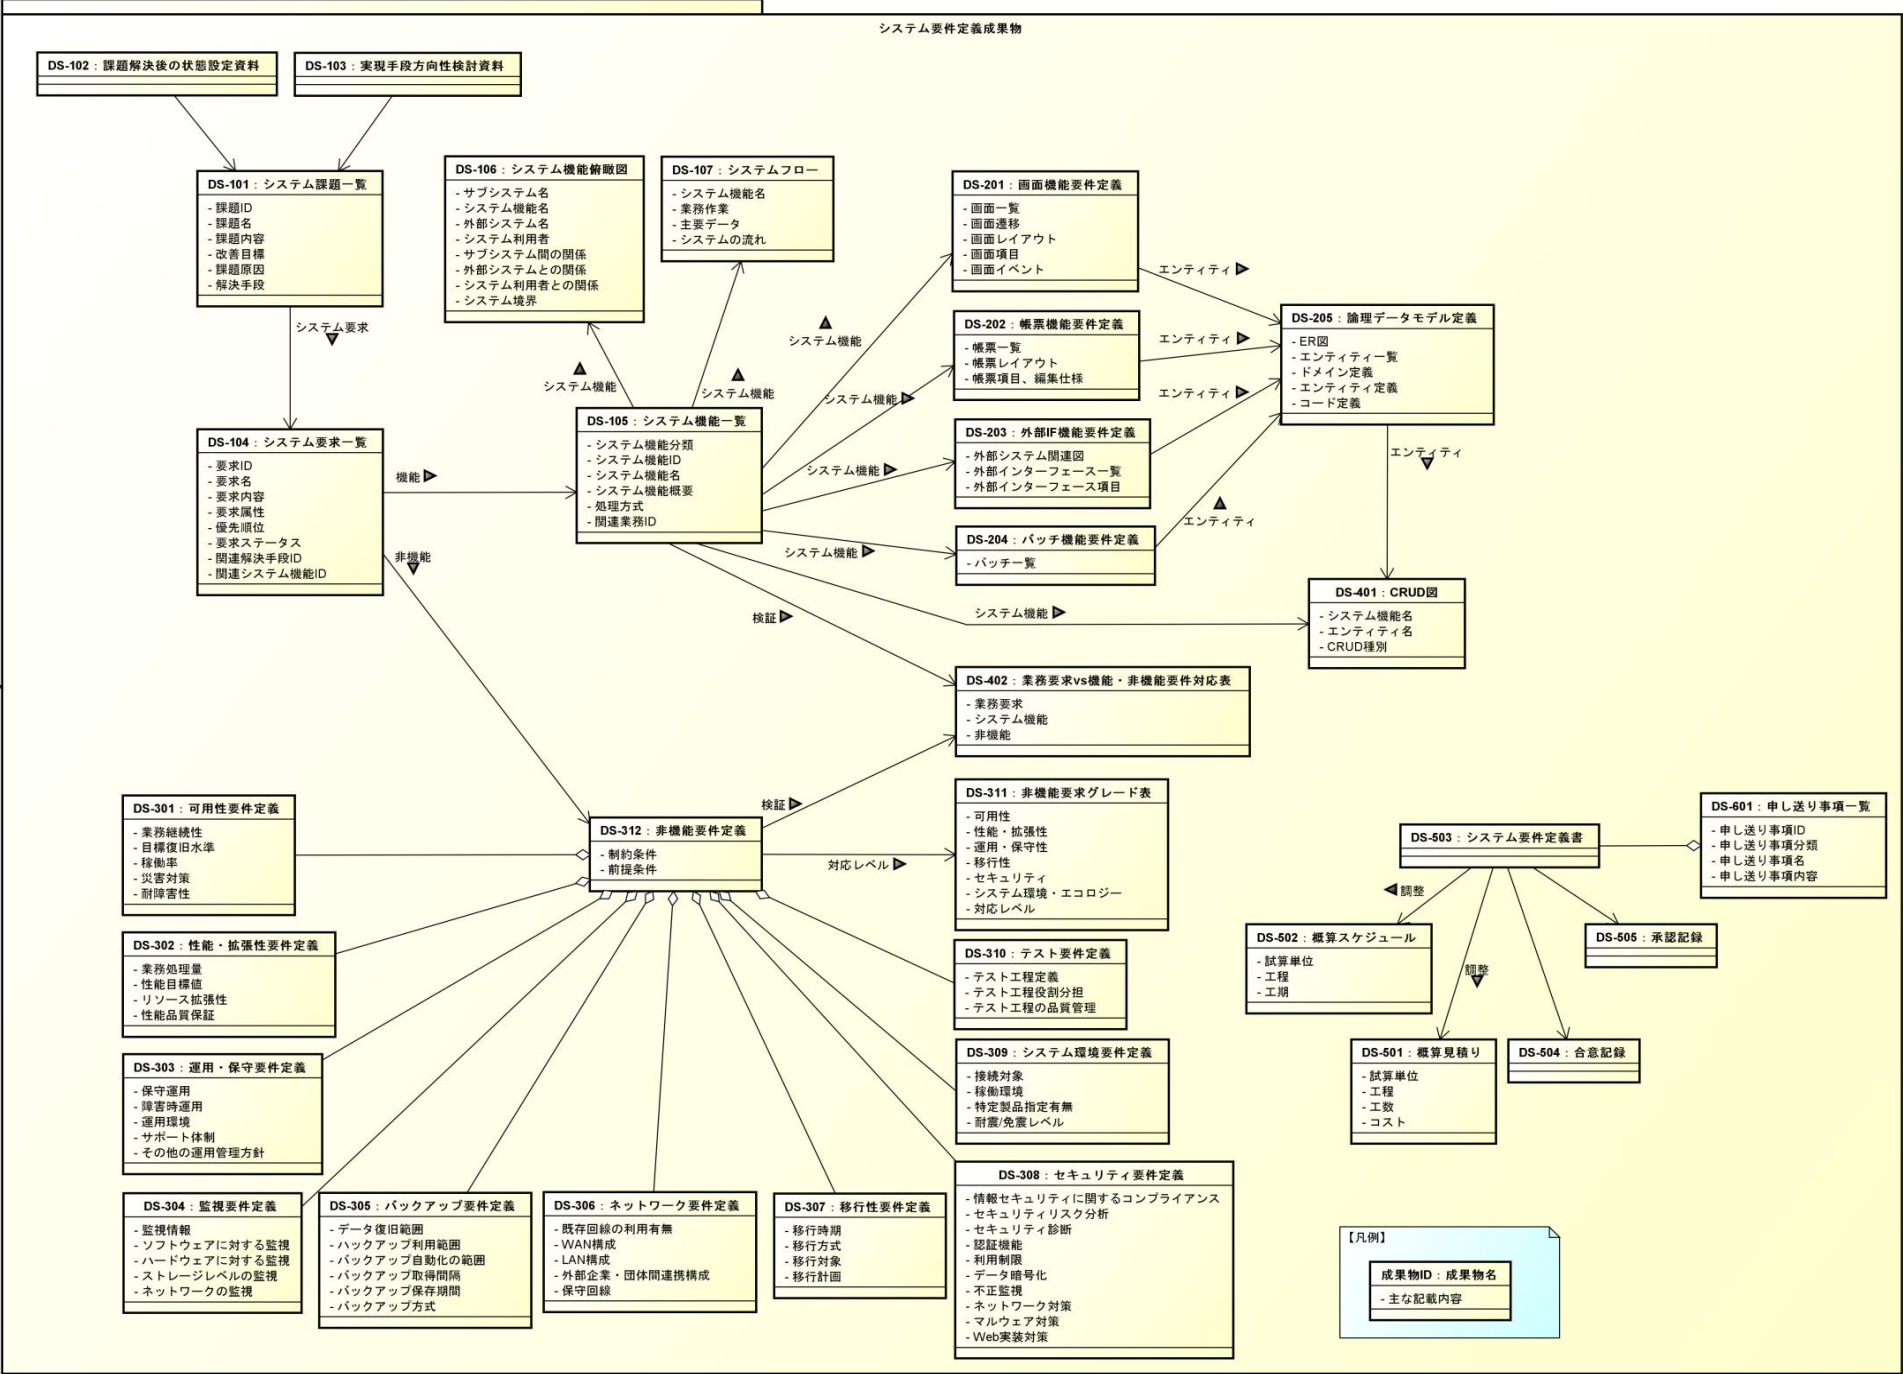 システム要件定義成果物
DS-102：課題解決後の状態設定資料
DS-103：実現手段方向性検討資料
DS-101：システム課題一覧
- 課題ID
- 課題名
- 課題内容
- 改善目標
- 課題原因
- 解決手段
システム要求
DS-106：システム機能俯瞰図
- サブシステム名
- システム機能名
- 外部システム名
- システム利用者
- サブシステム間の関係
- 外部システムとの関係
- システム利用者との関係
- システム境界
DS-107：システムフロー
- システム機能名
- 業務作業
- 主要データ
- システムの流れ
DS-201：画面機能要件定義
- 画面一覧
- 画面遷移
- 画面レイアウト
- 画面項目
- 画面イベント
エンティティ
DS-202：帳票機能要件定義
- 帳票一覧
- 帳票レイアウト
- 帳票項目、編集仕様
エンティティ
DS-205：論理データモデル定義
- ER図
- エンティティ一覧
- ドメイン定義
- エンティティ定義
- コード定義
システム機能
システム機能
システム機能
システム機能
エンティティ
DS-104：システム要求一覧
- 要求ID
- 要求名
- 要求内容
- 要求属性
- 優先順位
- 要求ステータス
- 関連解決手段ID
- 関連システム機能ID
機能
非機能
DS-105：システム機能一覧
- システム機能分類
- システム機能ID
- システム機能名
- システム機能概要
- 処理方式
- 関連業務ID
システム機能
DS-203：外部IF機能要件定義
- 外部システム関連図
- 外部インターフェース一覧
- 外部インターフェース項目
エンティティ
エンティティ
システム機能
DS-204：バッチ機能要件定義
- バッチ一覧
システム機能
DS-401：CRUD図
- システム機能名
- エンティティ名
- CRUD種別
検証
DS-402：業務要求vs機能・非機能要件対応表
- 業務要求
- システム機能
- 非機能
検証
DS-301：可用性要件定義
- 業務継続性
- 目標復旧水準
- 稼働率
- 災害対策
- 耐障害性
DS-312：非機能要件定義
- 制約条件
- 前提条件
対応レベル
DS-311：非機能要求グレード表
- 可用性
- 性能・拡張性
- 運用・保守性
- 移行性
- セキュリティ
- システム環境・エコロジー
- 対応レベル
DS-503：システム要件定義書
DS-601：申し送り事項一覧
- 申し送り事項ID
- 申し送り事項分類
- 申し送り事項名
- 申し送り事項内容
調整
DS-302：性能・拡張性要件定義
- 業務処理量
- 性能目標値
- リソース拡張性
- 性能品質保証
DS-310：テスト要件定義
- テスト工程定義
- テスト工程役割分担
- テスト工程の品質管理
DS-502：概算スケジュール
- 試算単位
- 工程
- 工期
調整
DS-505：承認記録
DS-303：運用・保守要件定義
- 保守運用
- 障害時運用
- 運用環境
- サポート体制
- その他の運用管理方針
DS-309：システム環境要件定義
- 接続対象
- 稼働環境
- 特定製品指定有無
- 耐震/免震レベル
DS-501：概算見積り
- 試算単位
- 工程
- 工数
- コスト
DS-504：合意記録
DS-304：監視要件定義
- 監視情報
- ソフトウェアに対する監視
- ハードウェアに対する監視
- ストレージレベルの監視
- ネットワークの監視
DS-305：バックアップ要件定義
- データ復旧範囲
- バックアップ利用範囲
- バックアップ自動化の範囲
- バックアップ取得間隔
- バックアップ保存期間
- バックアップ方式
DS-306：ネットワーク要件定義
- 既存回線の利用有無
- WAN構成
- LAN構成
- 外部企業・団体間連携構成
- 保守回線
DS-307：移行性要件定義
- 移行時期
- 移行方式
- 移行対象
- 移行計画
DS-308：セキュリティ要件定義
- 情報セキュリティに関するコンプライアンス
- セキュリティリスク分析
- セキュリティ診断
- 認証機能
- 利用制限
- データ暗号化
- 不正監視
- ネットワーク対策
- マルウェア対策
- Web実装対策
【凡例】
成果物ID：成果物名
- 主な記載内容